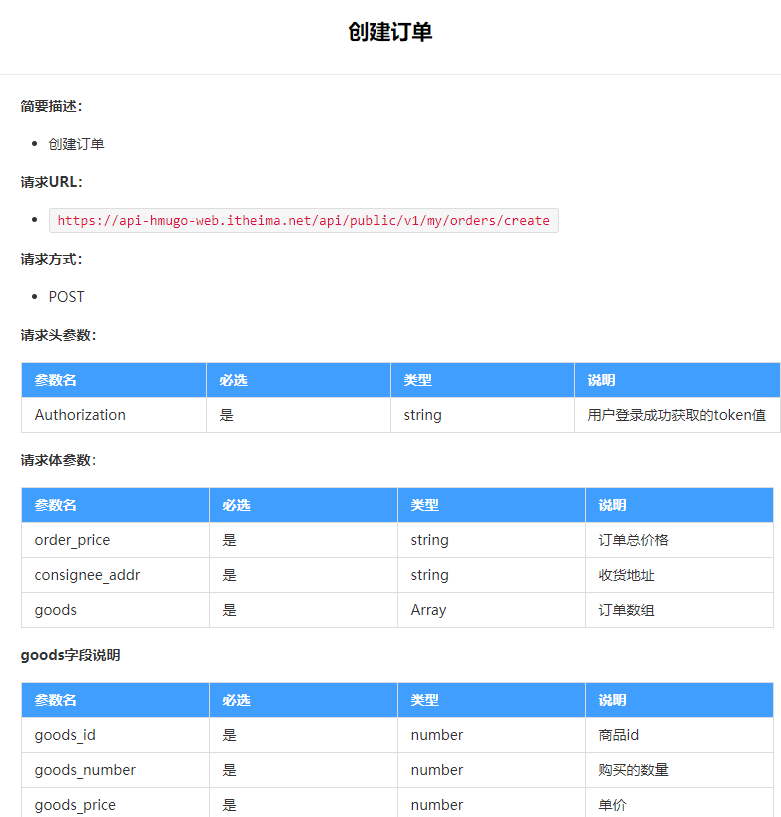 创建订单
简要描述：
创建订单
请求URL：
https://api-hmugo-web.itheima.net/api/public/v1/my/orders/create
请求方式：
POST
请求头参数：
参数名 必选 类型 说明
Authorization 是 string 用户登录成功获取的token值
请求体参数：
参数名 必选 类型 说明
order_price 是 string 订单总价格
consignee_addr 是 string 收货地址
goods 是 Array 订单数组
goods字段说明
参数名 必选 类型 说明
goods_id 是 number 商品id
goods_number 是 number 购买的数量
goods_price 是 number 单价